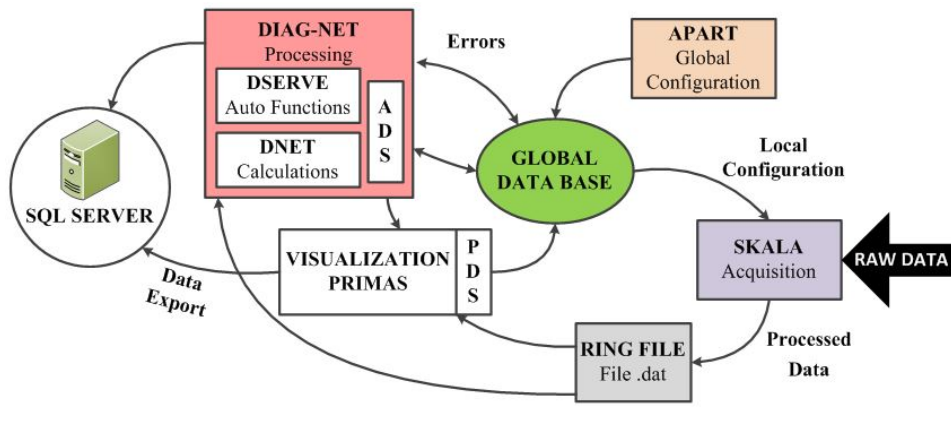 DIAG-NET
Processing
DSERVE
Auto Functions
DNET
Calculations
A
D
S
Errors
APART
Global
Configuration
SQL SERVER
GLOBAL
DATA BASE
Local
Configuration
VISUALIZATION
PRIMAS
P
D
S
SKALA
Acquisition
RAW DATA
Data
Export
RING FILE
File .dat
Processed
Data